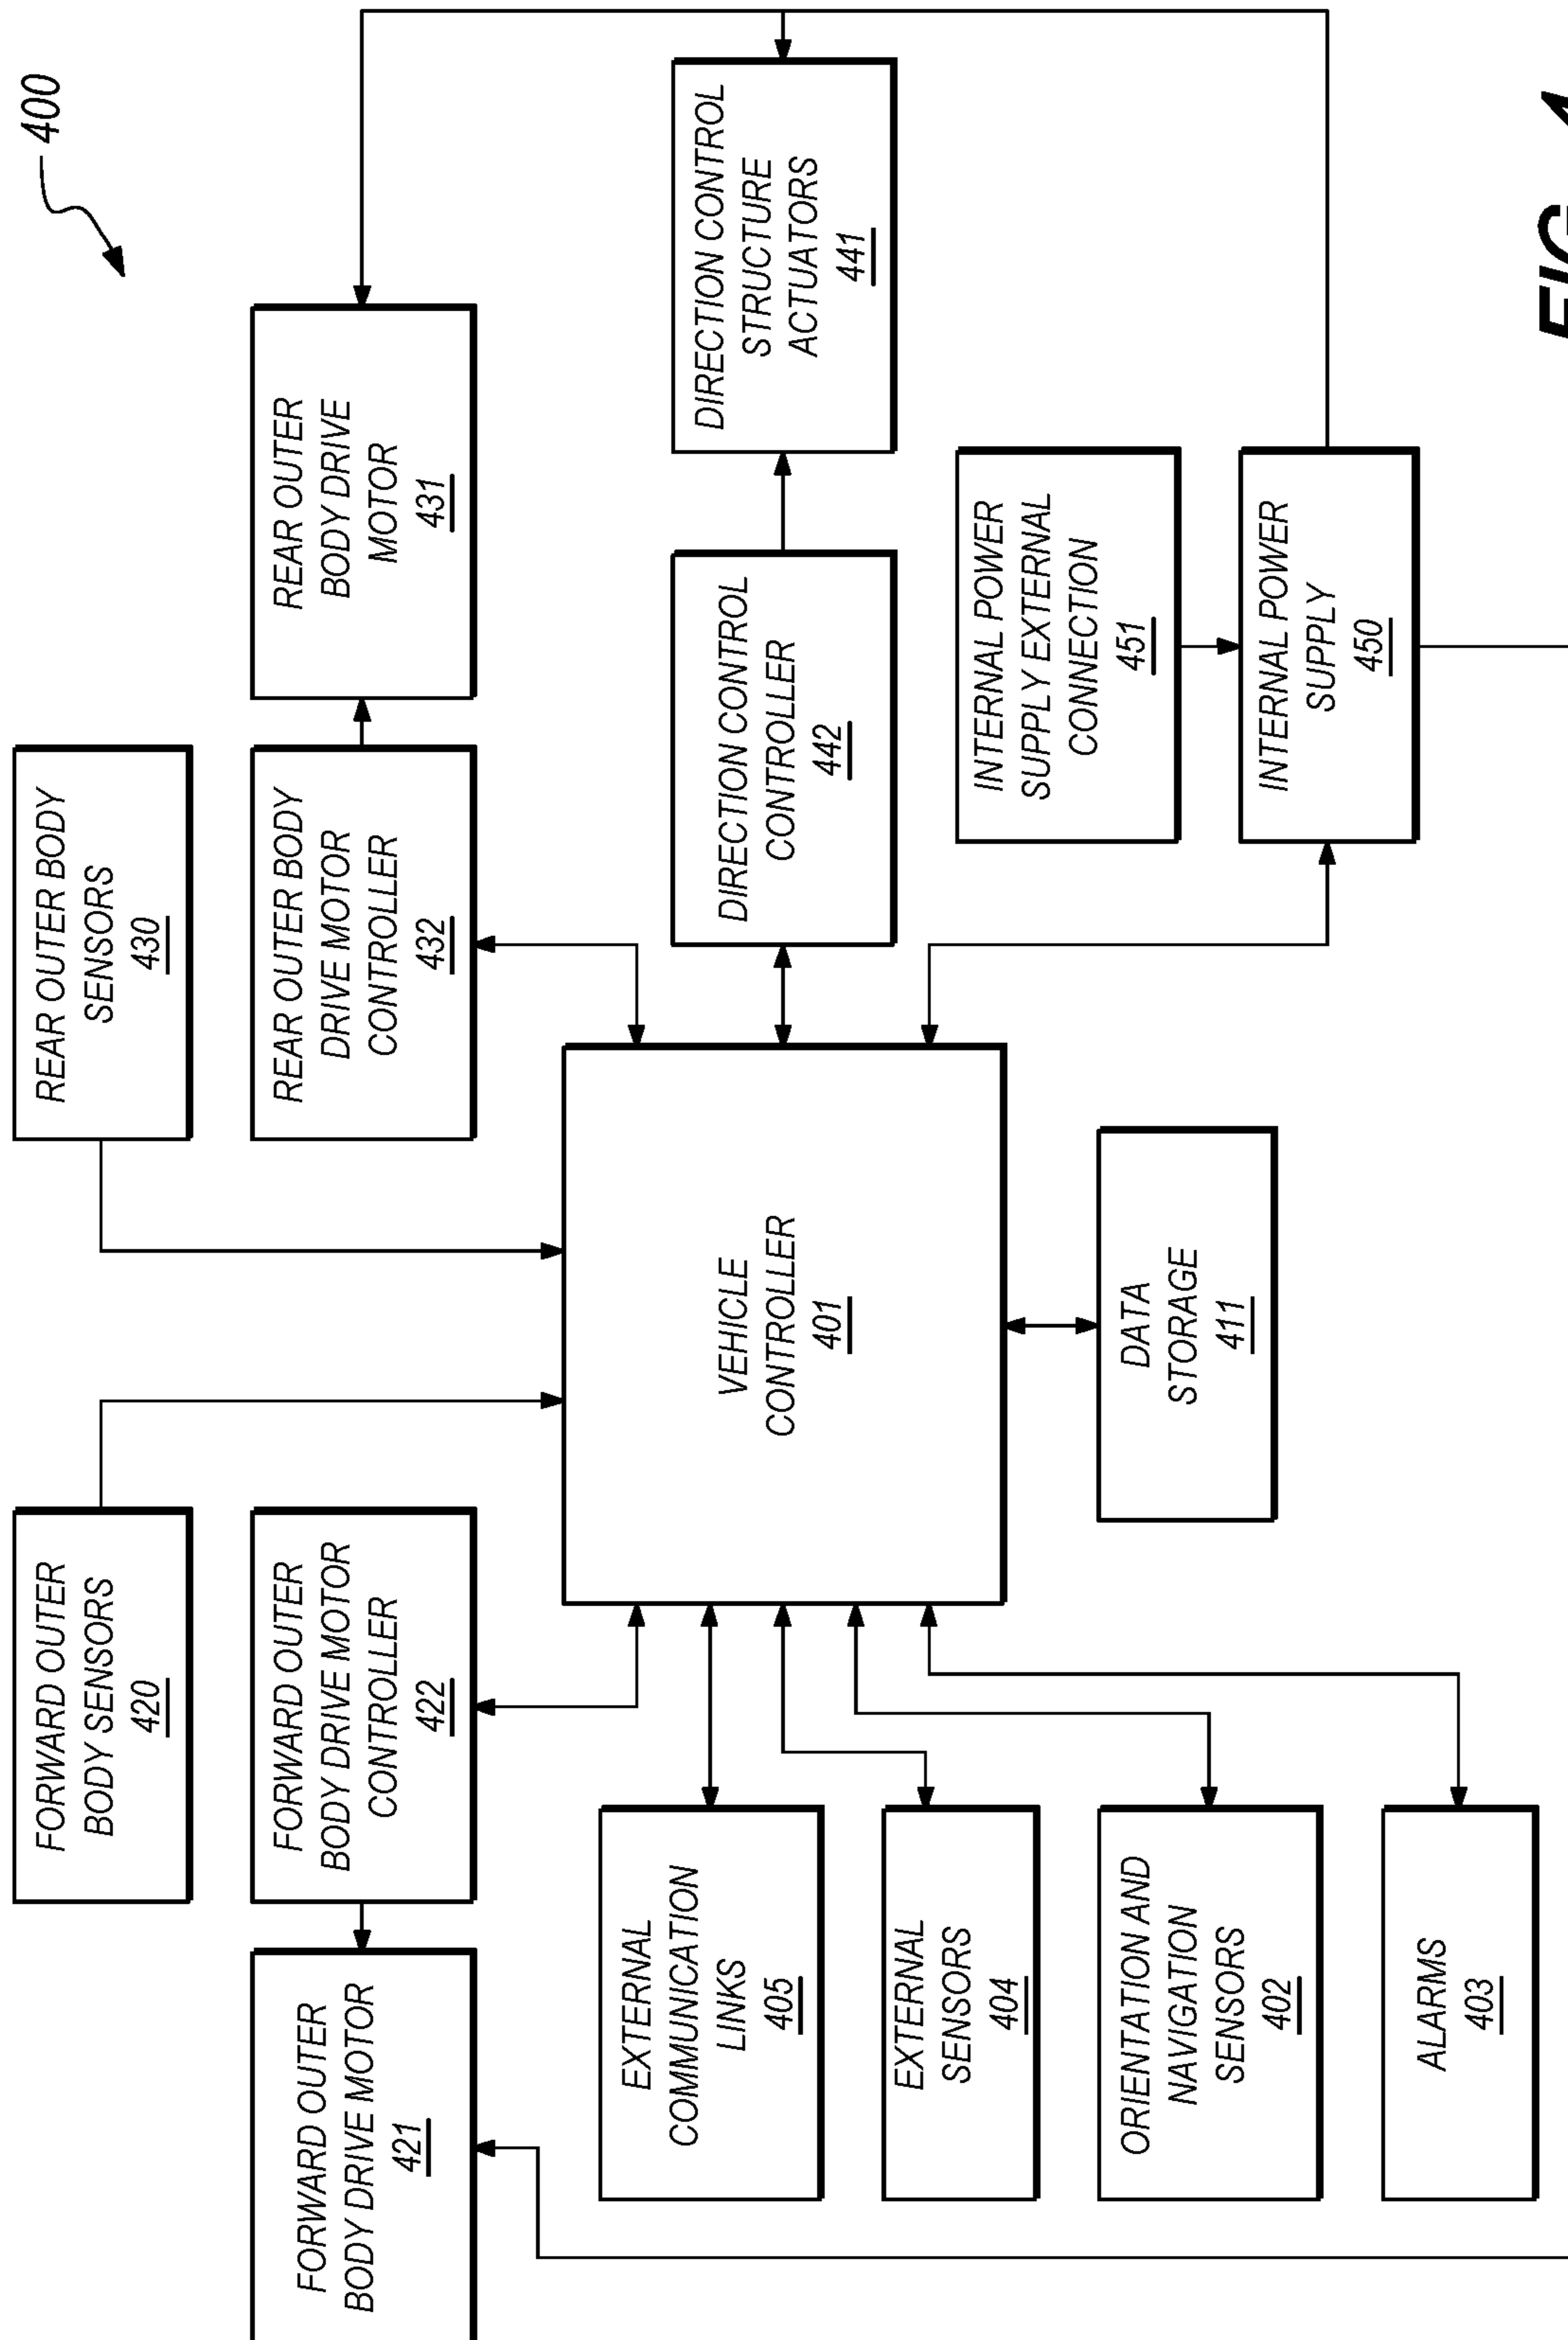 400
FORWARD OUTER
BODY SENSORS
420
REAR OUTER BODY
SENSORS
430
FORWARD OUTER
BODY DRIVE MOTOR
421
FORWARD OUTER
BODY DRIVE MOTOR
CONTROLLER
422
REAR OUTER BODY
DRIVE MOTOR
CONTROLLER
432
REAR OUTER
BODY DRIVE
MOTOR
431
EXTERNAL
COMMUNICATION
LINKS
405
VEHICLE
CONTROLLER
401
DIRECTION CONTROL
CONTROLLER
442
DIRECTION CONTROL
STRUCTURE
ACTUATORS
441
EXTERNAL
SENSORS
404
INTERNAL POWER
SUPPLY EXTERNAL
CONNECTION
451
ORIENTATION AND
NAVIGATION
SENSORS
402
DATA
STORAGE
411
INTERNAL POWER
SUPPLY
450
ALARMS
403
FIG. 4